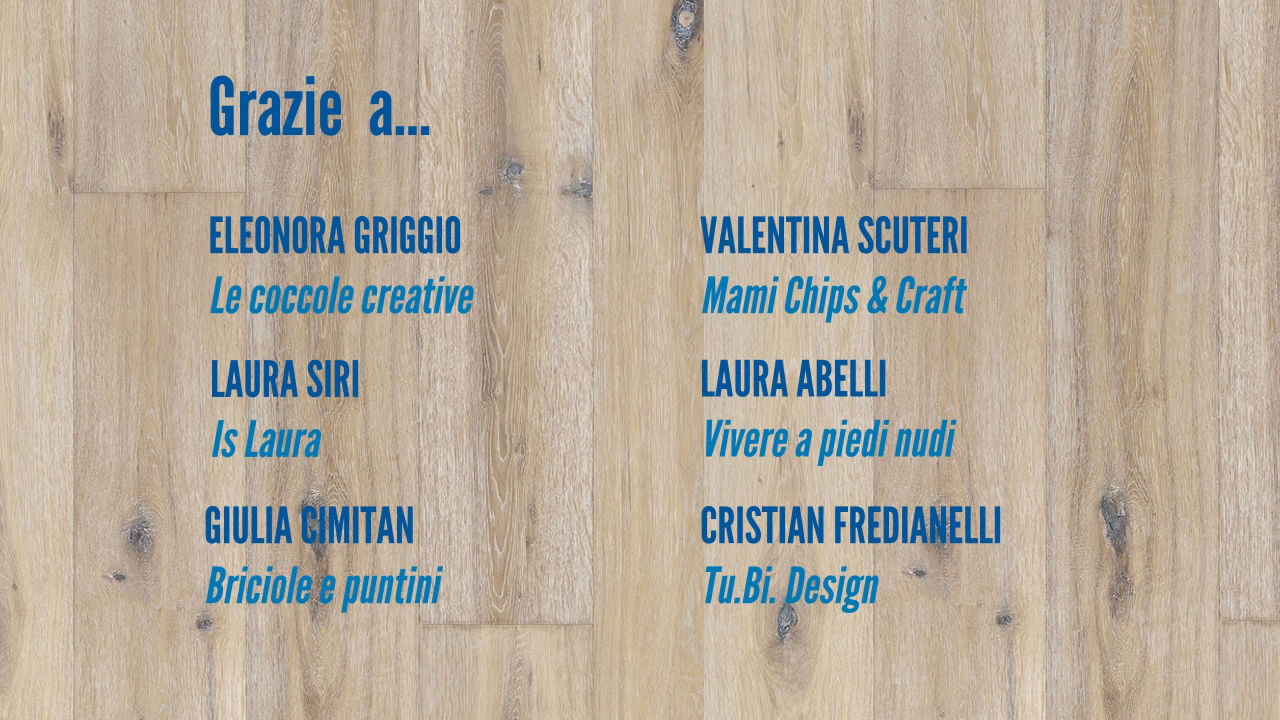 Grazie a...
ELEONORA GRIGGIO
Le coccole creative
LAURA SIRI
Is Laura
GIULIA CIMITAN
Briciole e puntini
VALENTINA SCUTERI
Mami Chips & Craft
LAURA ABELLI
Vivere a piedi nudi
CRISTIAN FREDIANELLI
Tu.Bi. Design